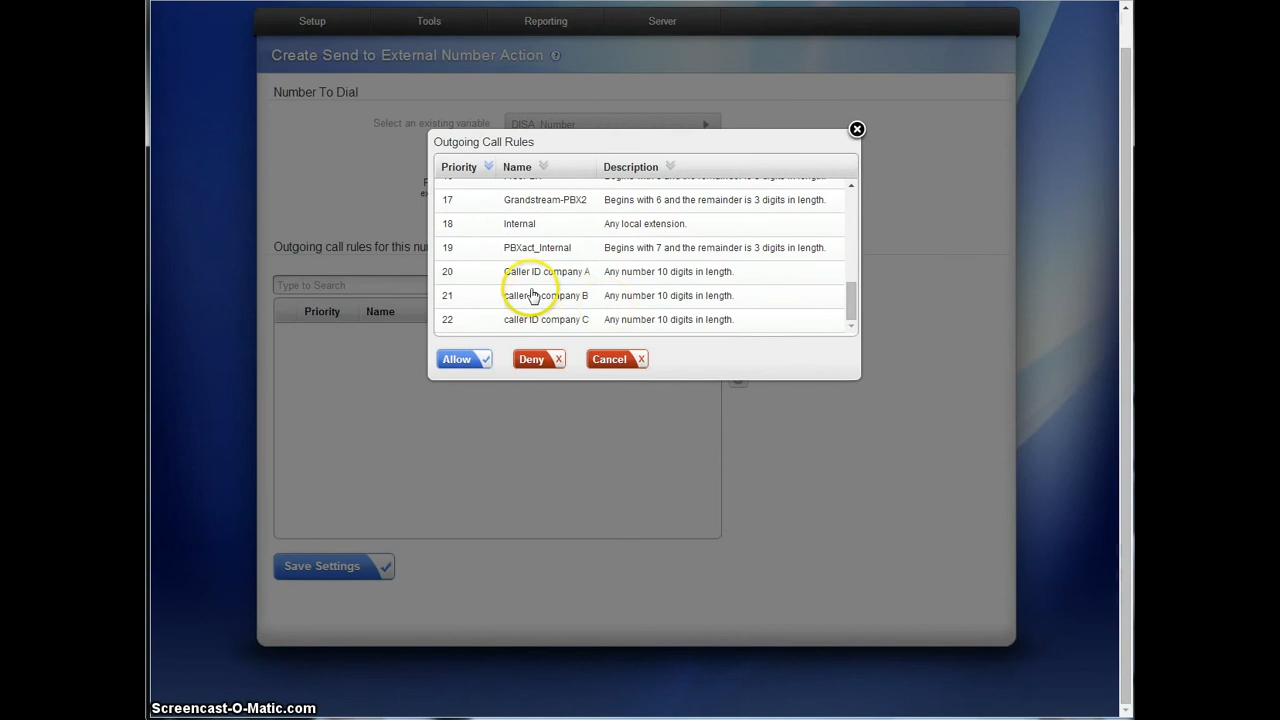 Setup Tools Reporting Server
Create Send to External Number Action ?
Number To Dial
Select an existing variable DISA_Number
Outgoing Call Rules
Priority Name Description
17 Grandstream-PBX2 Begins with 6 and the remainder is 3 digits in length.
18 Internal Any local extension.
19 PBXact_Internal Begins with 7 and the remainder is 3 digits in length.
20 Caller ID company A Any number 10 digits in length.
21 caller company B Any number 10 digits in length.
22 caller ID company C Any number 10 digits in length.
Allow Deny X Cancel X
Outgoing call rules for this
Type to Search
Priority Name
Save Settings
Screencast-O-Matic.com